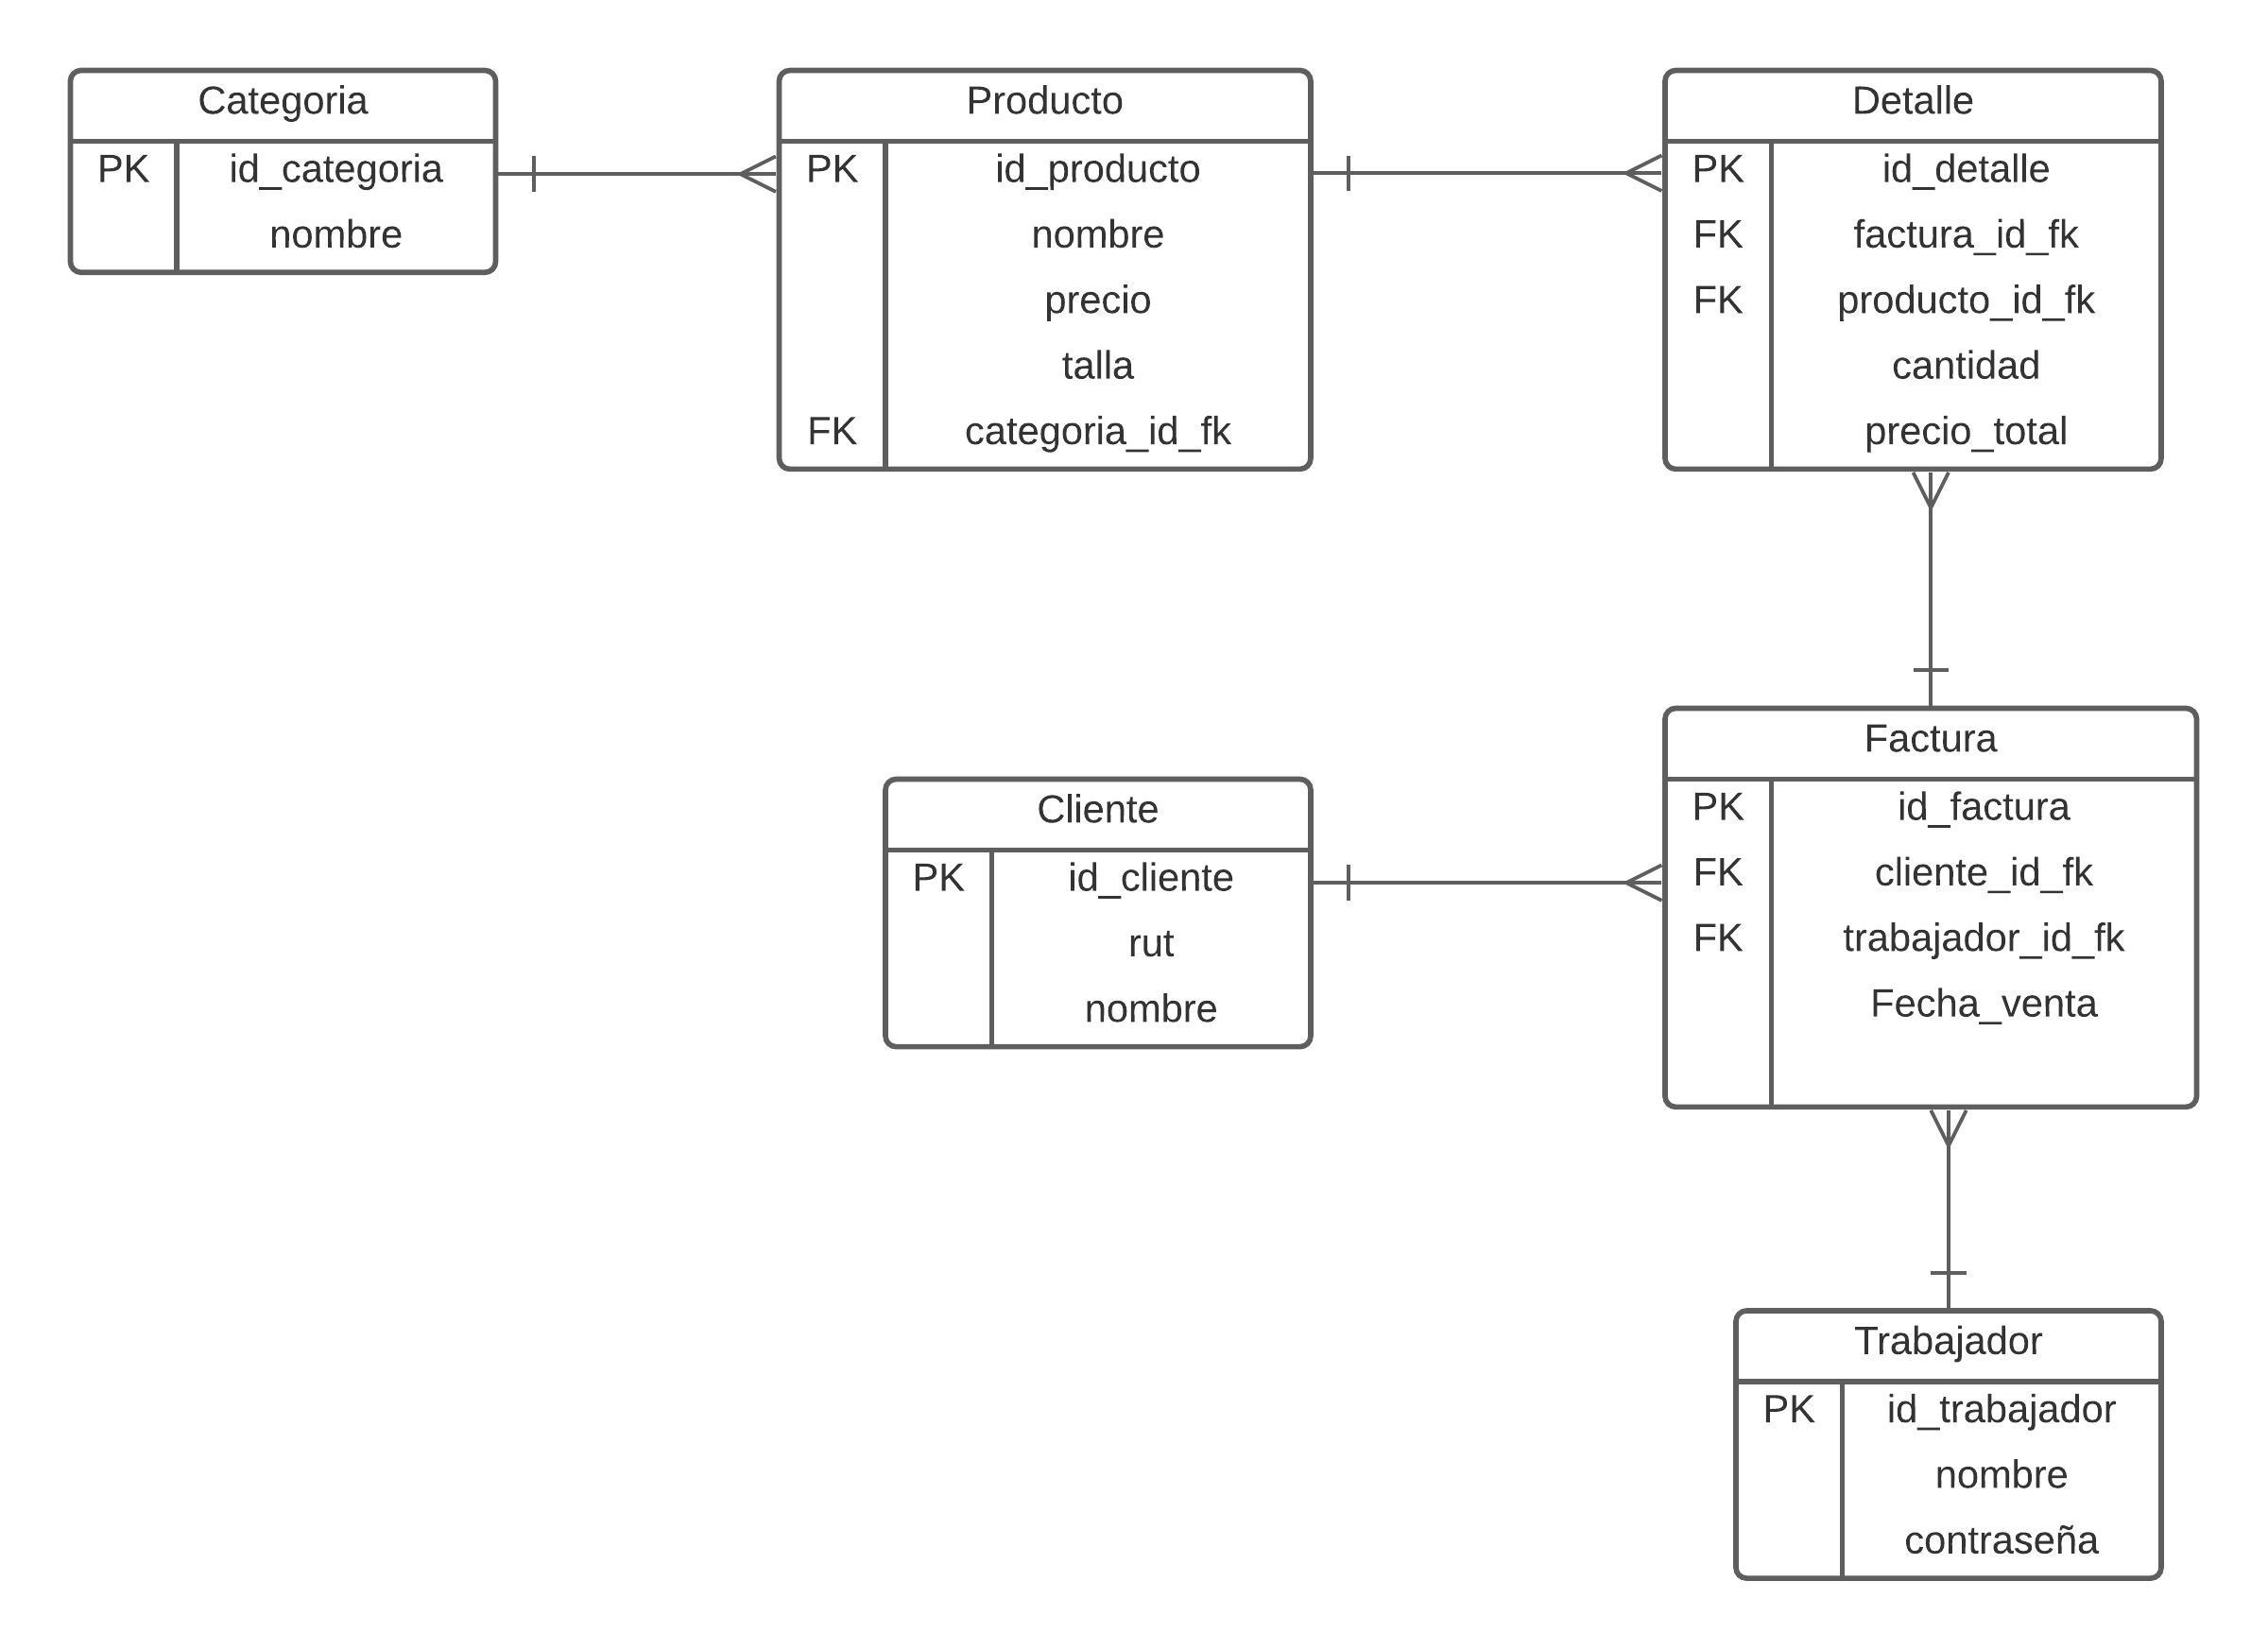 Categoria
PK id_categoria
nombre
Producto
PK id_producto
nombre
precio
talla
FK categoria_id_fk
Detalle
PK id_detalle
FK factura_id_fk
FK producto_id_fk
cantidad
precio_total
Cliente
PK id_cliente
rut
nombre
Factura
PK id_factura
FK cliente_id_fk
FK trabajador_id_fk
Fecha_venta
Trabajador
PK id_trabajador
nombre
contraseña